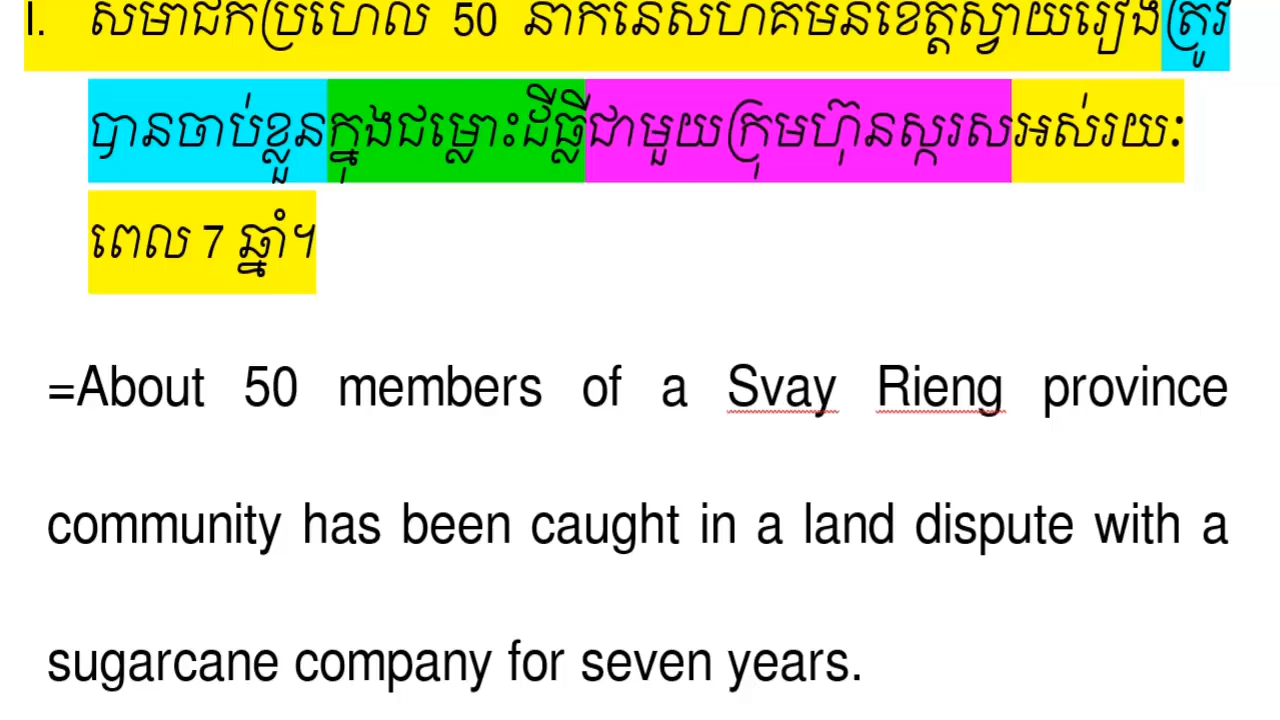 I. សមាជិកប្រហែល 50 នាក់នៃសហគមន៍ខេត្តស្វាយរៀងត្រូវ
បានចាប់ខ្លួនក្នុងជម្លោះដីធ្លីជាមួយក្រុមហ៊ុនស្ករសអស់រយៈ
ពេល 7 ឆ្នាំ។
=About 50 members of a Svay Rieng province
community has been caught in a land dispute with a
sugarcane company for seven years.